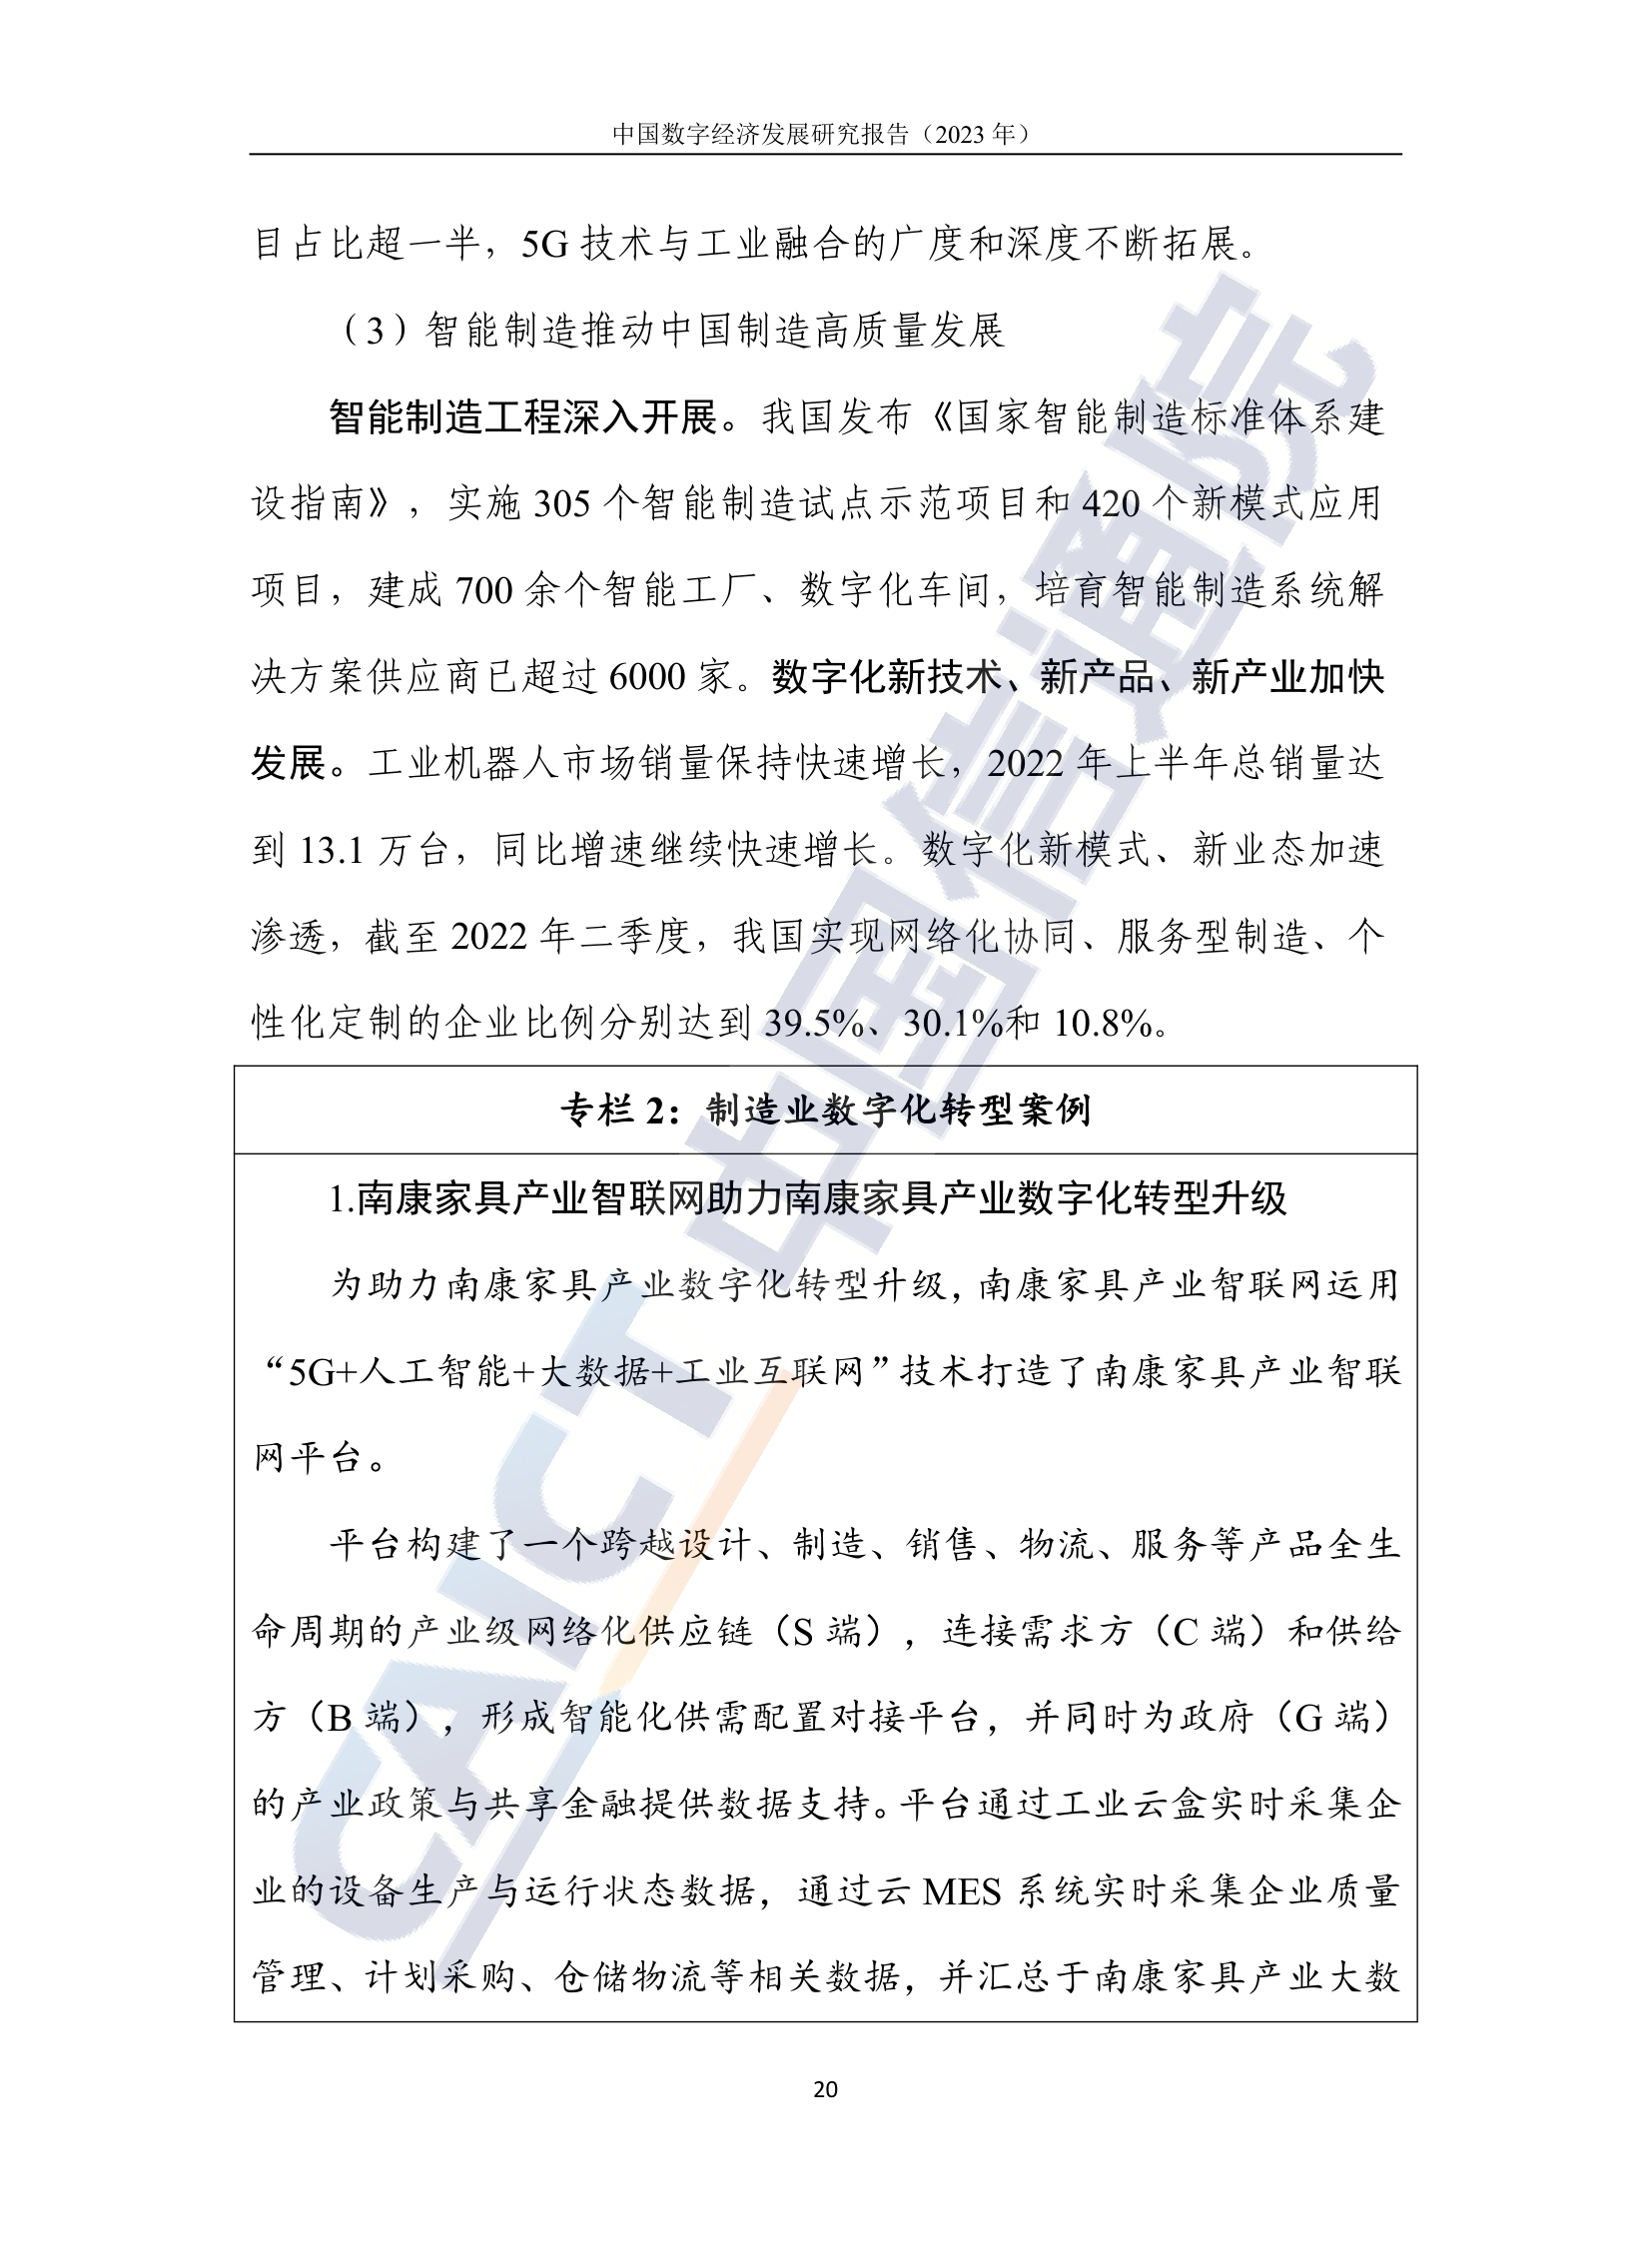 中国数字经济发展研究报告（2023 年）
目占比超一半，5G 技术与工业融合的广度和深度不断拓展。
（3）智能制造推动中国制造高质量发展
智能制造工程深入开展。我国发布《国家智能制造标准体系建
设指南》，实施 305 个智能制造试点示范项目和 420 个新模式应用
项目，建成 700 余个智能工厂、数字化车间，培育智能制造系统解
决方案供应商已超过 6000 家。数字化新技术、新产品、新产业加快
发展。工业机器人市场销量保持快速增长，2022 年上半年总销量达
到 13.1 万台，同比增速继续快速增长。数字化新模式、新业态加速
渗透，截至 2022 年二季度，我国实现网络化协同、服务型制造、个
性化定制的企业比例分别达到 39.5%、30.1%和 10.8%。
专栏 2：制造业数字化转型案例
1.南康家具产业智联网助力南康家具产业数字化转型升级
为助力南康家具产业数字化转型升级，南康家具产业智联网运用
“5G+人工智能+大数据+工业互联网”技术打造了南康家具产业智联
网平台。
平台构建了一个跨越设计、制造、销售、物流、服务等产品全生
命周期的产业级网络化供应链（S 端），连接需求方（C 端）和供给
方（B 端），形成智能化供需配置对接平台，并同时为政府（G 端）
的产业政策与共享金融提供数据支持。平台通过工业云盒实时采集企
业的设备生产与运行状态数据，通过云 MES 系统实时采集企业质量
管理、计划采购、仓储物流等相关数据，并汇总于南康家具产业大数
20
CAICT 中国信通院